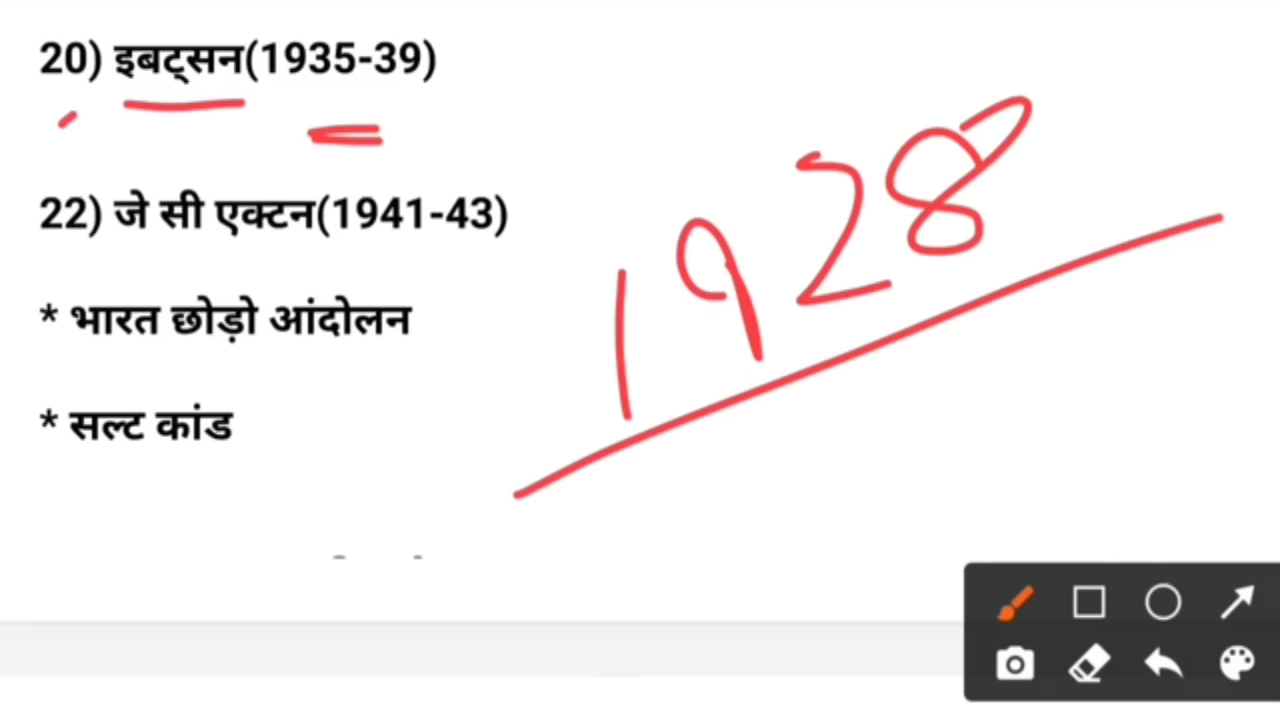 20) इबट्सन(1935-39)
22) जे सी एक्टन(1941-43)
* भारत छोड़ो आंदोलन
* सल्ट कांड
1928